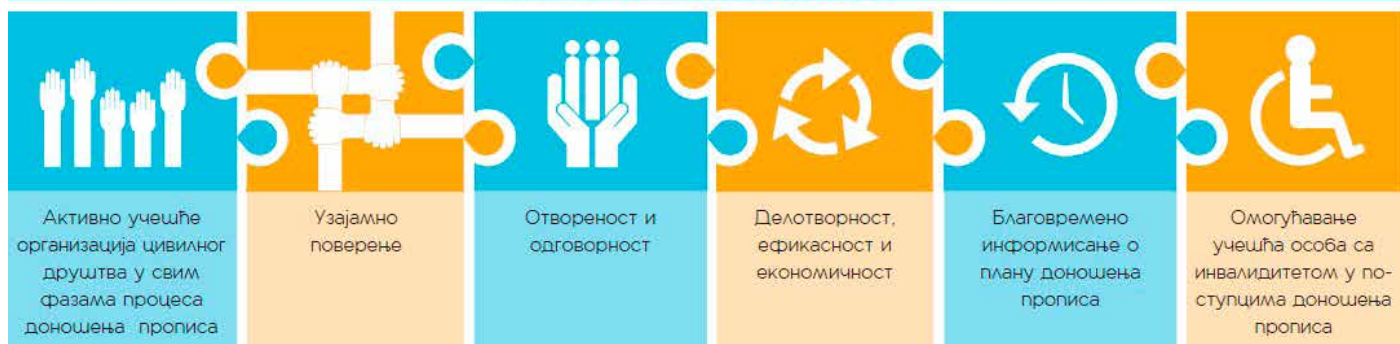 Активно учешће
организација цивилног
друштва у свим
фазама процеса
доношења прописа
Узајамно
поверење
Отвореност и
одговорност
Делотворност,
ефикасност и
економичност
Благовремено
информисање о
плану доношења
прописа
Омогућавање
учешћа особа са
инвалидитетом у по-
ступцима доношења
прописа